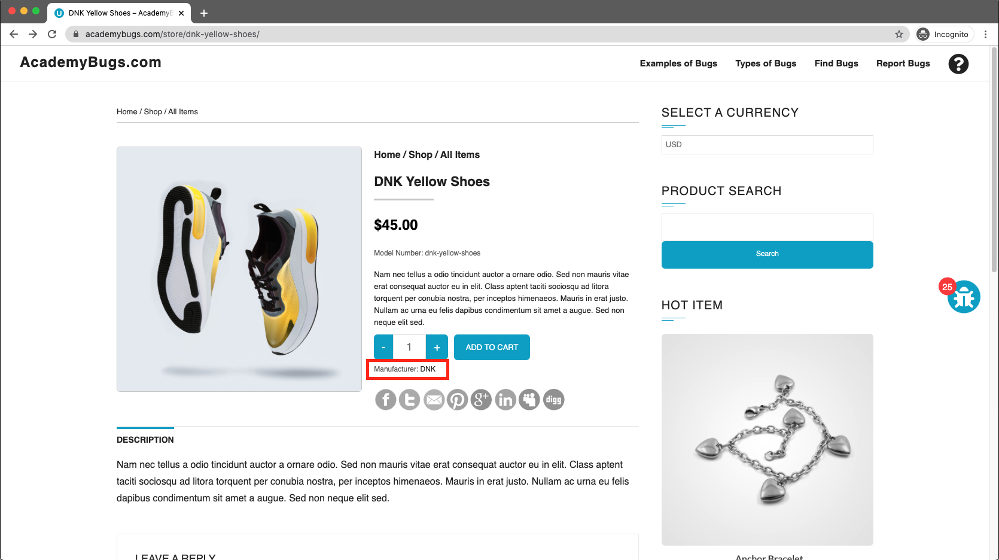 DNK Yellow Shoes – AcademyB
academybugs.com/store/dnk-yellow-shoes/
Incognito
AcademyBugs.com
Examples of Bugs
Types of Bugs
Find Bugs
Report Bugs
?
Home / Shop / All Items
Home / Shop / All Items
DNK Yellow Shoes
$45.00
Model Number: dnk-yellow-shoes
Nam nec tellus a odio tincidunt auctor a ornare odio. Sed non mauris vitae
erat consequat auctor eu in elit. Class aptent taciti sociosqu ad litora
torquent per conubia nostra, per inceptos himenaeos. Mauris in erat justo.
Nullam ac urna eu felis dapibus condimentum sit amet a augue. Sed non
neque elit sed.
- 1 +
ADD TO CART
Manufacturer: DNK
digg
DESCRIPTION
Nam nec tellus a odio tincidunt auctor a ornare odio. Sed non mauris vitae erat consequat auctor eu in elit. Class aptent
taciti sociosqu ad litora torquent per conubia nostra, per inceptos himenaeos. Mauris in erat justo. Nullam ac urna eu felis
dapibus condimentum sit amet a augue. Sed non neque elit sed.
LEAVE A REPLY
SELECT A CURRENCY
USD
PRODUCT SEARCH
Search
HOT ITEM
25
Anchor Bracelet